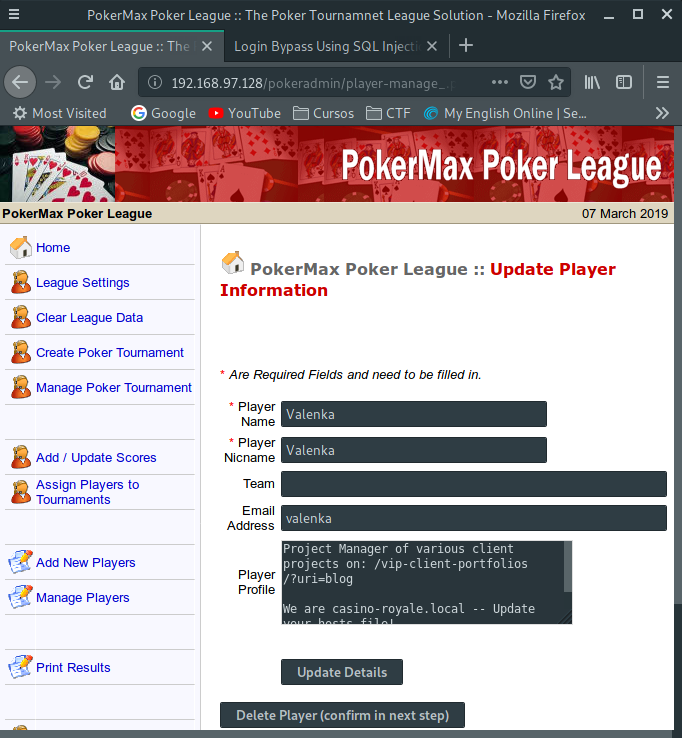 PokerMax Poker League :: The Poker Tournamnet League Solution - Mozilla Firefox
PokerMax Poker League :: The
Login Bypass Using SQL Injecti
192.168.97.128/pokeradmin/player-manage_.
Most Visited
Google
YouTube
Cursos
CTF
My English Online | Se...
PokerMax Poker League
PokerMax Poker League
07 March 2019
Home
League Settings
Clear League Data
Create Poker Tournament
Manage Poker Tournament
Add / Update Scores
Assign Players to
Tournaments
Add New Players
Manage Players
Print Results
PokerMax Poker League :: Update Player
Information
* Are Required Fields and need to be filled in.
* Player
Name
Valenka
* Player
Nicname
Valenka
Team
Email
Address
valenka
Player
Profile
Project Manager of various client
projects on: /vip-client-portfolios
/?uri=blog
We are casino-royale.local -- Update
your hosts file!
Update Details
Delete Player (confirm in next step)